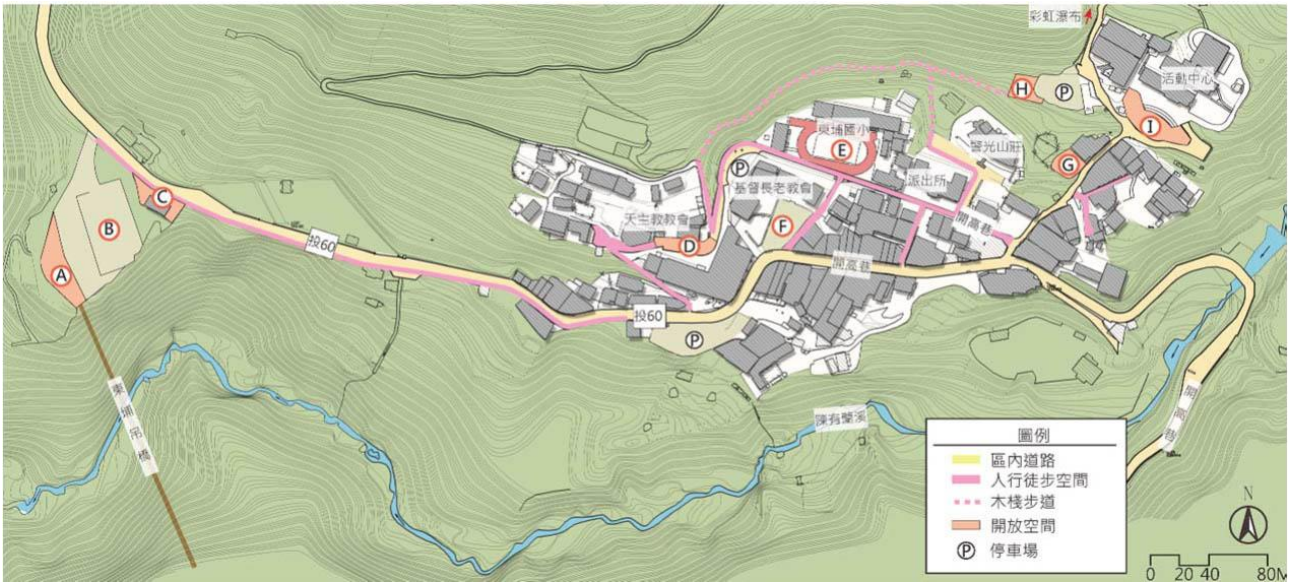 彩虹瀑布
活動中心
H
P
I
東埔國小
E
警光山莊
G
P
派出所
基督長老教會
C
B
天主教教會
F
開高巷
D
投60
A
開高巷
投60
P
東埔吊橋
陳有蘭溪
開高巷
圖例
區內道路
人行徒步空間
木棧步道
開放空間
P 停車場
N
0 20 40 80M